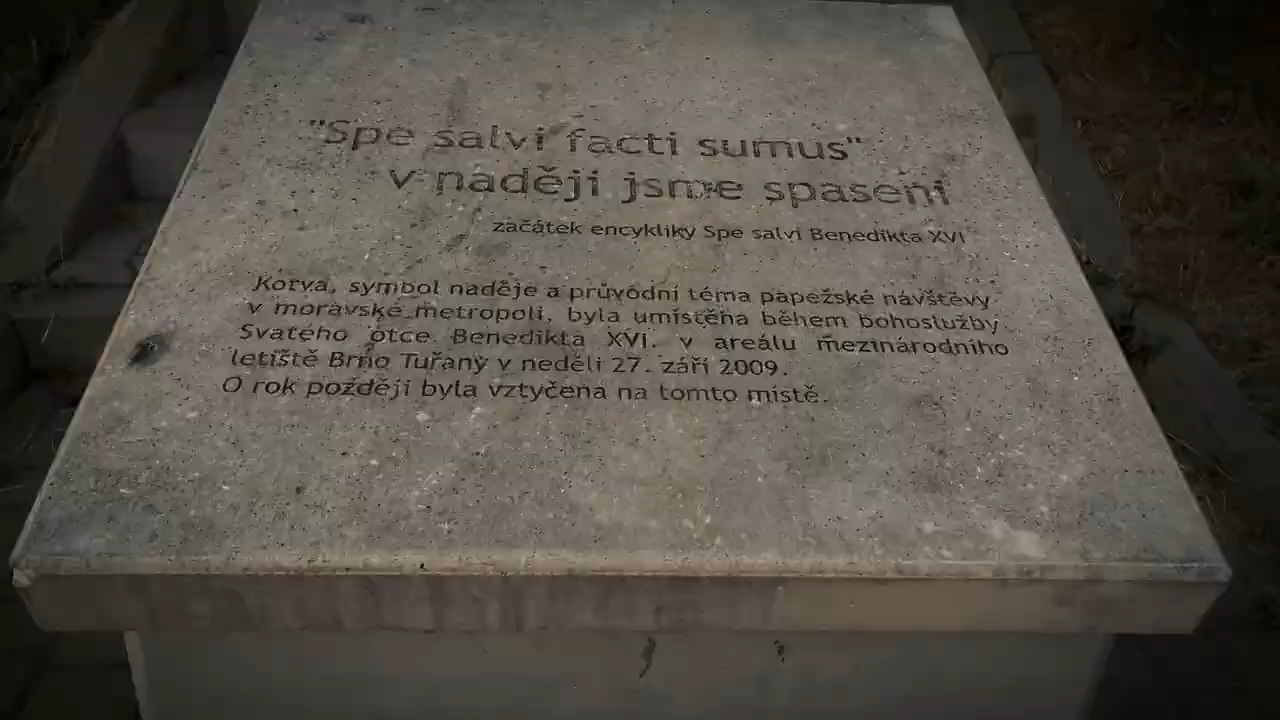 "Spe salvi facti sumus"
v naději jsme spaseni
začátek encykliky Spe salvi Benedikta XVI
Kotva, symbol naděje a průvodní téma papežské návštěvy
v moravské metropoli, byla umístěna během bohoslužby
Svatého otce Benedikta XVI. v areálu mezinárodního
letiště Brno Tuřany v neděli 27. září 2009.
O rok později byla vztyčena na tomto místě.